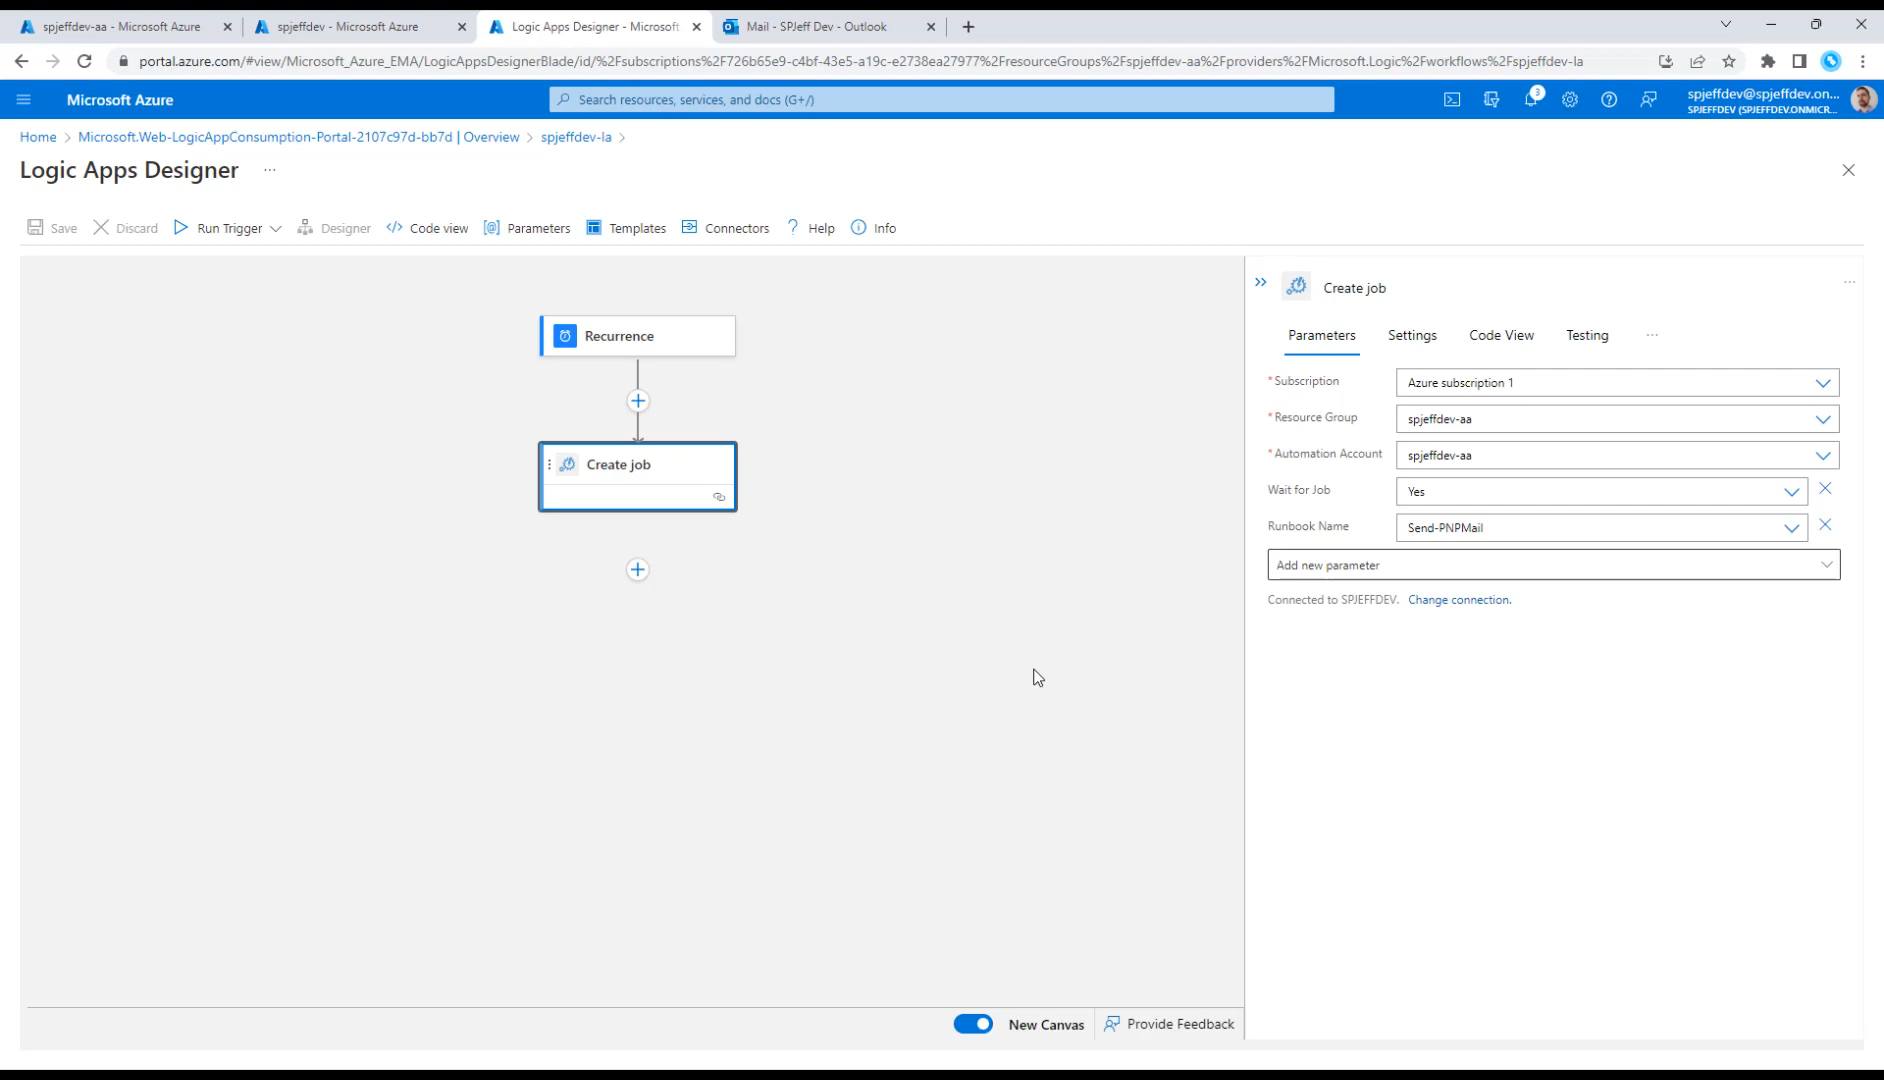 spjeffdev-aa - Microsoft Azure
spjeffdev - Microsoft Azure
Logic Apps Designer - Microsoft
Mail - SPJeff Dev - Outlook
portal.azure.com/#view/Microsoft_Azure_EMA/LogicAppsDesignerBlade/id/%2Fsubscriptions%2F726b65e9-c4bf-43e5-a19c-e2738ea27977%2FresourceGroups%2Fspjeffdev-aa%2Fproviders%2FMicrosoft.Logic%2Fworkflows%2Fspjeffdev-la
Microsoft Azure
Search resources, services, and docs (G+/)
3
spjeffdev@spjeffdev.on...
SPJEFFDEV (SPJEFFDEV.ONMICR...
Home > Microsoft.Web-LogicAppConsumption-Portal-2107c97d-bb7d | Overview > spjeffdev-la >
Logic Apps Designer ...
Save Discard Run Trigger Designer Code view Parameters Templates Connectors Help Info
Recurrence
Create job
Create job
Parameters Settings Code View Testing ...
* Subscription Azure subscription 1
* Resource Group spjeffdev-aa
* Automation Account spjeffdev-aa
Wait for Job Yes
Runbook Name Send-PNPMail
Add new parameter
Connected to SPJEFFDEV. Change connection.
New Canvas Provide Feedback